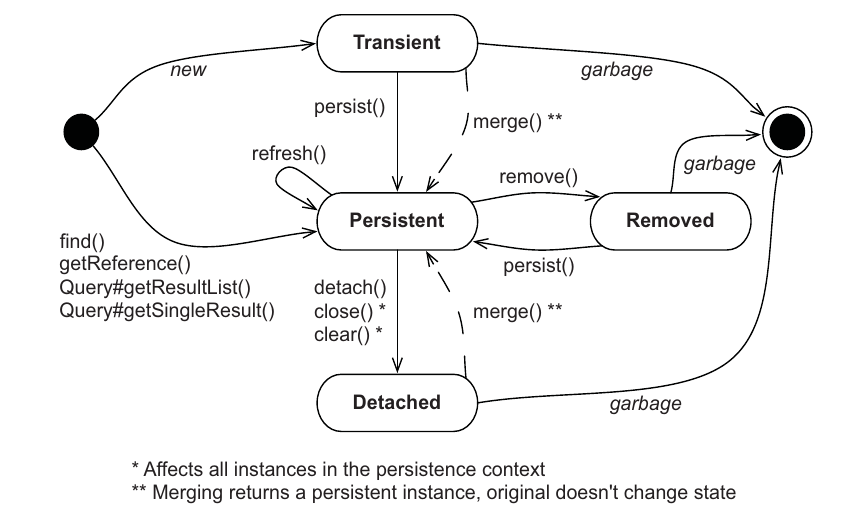 Transient
new
garbage
persist()
merge() **
refresh()
remove()
garbage
Persistent
Removed
find()
getReference()
Query#getResultList()
Query#getSingleResult()
persist()
detach()
close() *
clear() *
merge() **
Detached
garbage
* Affects all instances in the persistence context
** Merging returns a persistent instance, original doesn't change state